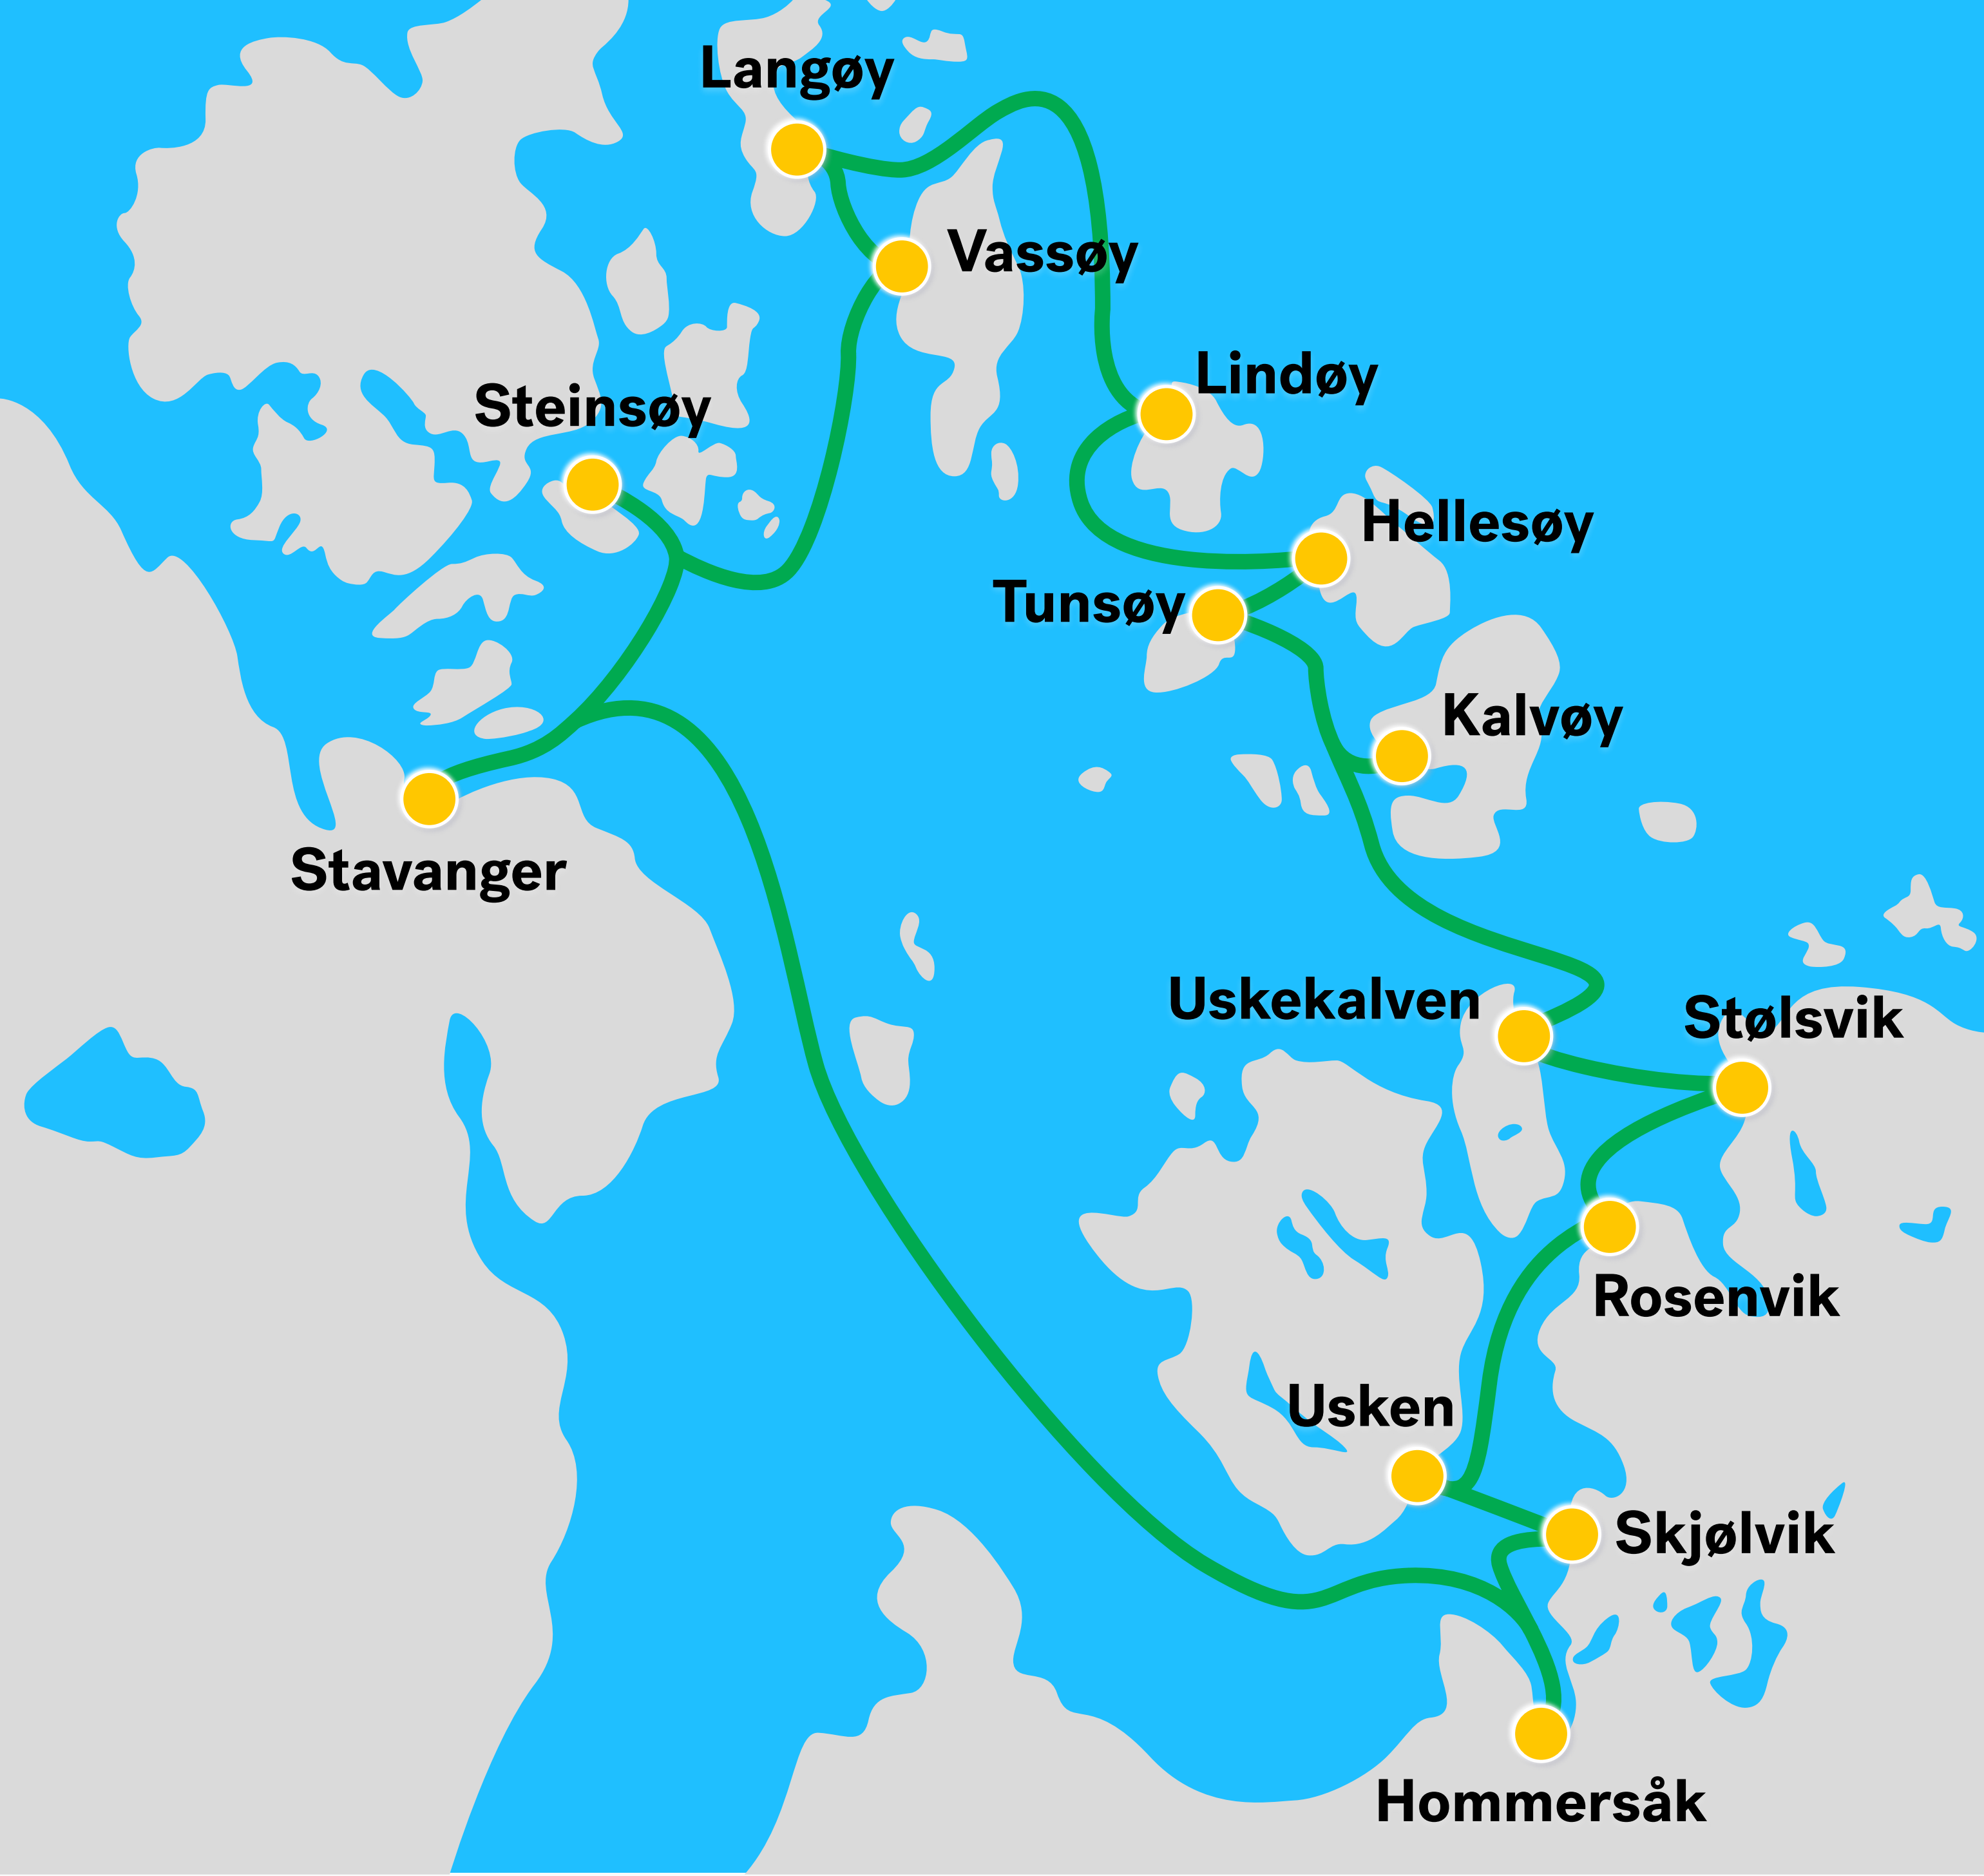 Langøy
Vassøy
Lindøy
Steinsøy
Hellesøy
Tunsøy
Kalvøy
Stavanger
Uskekalven
Stølsvik
Rosenvik
Usken
Skjølvik
Hommersåk